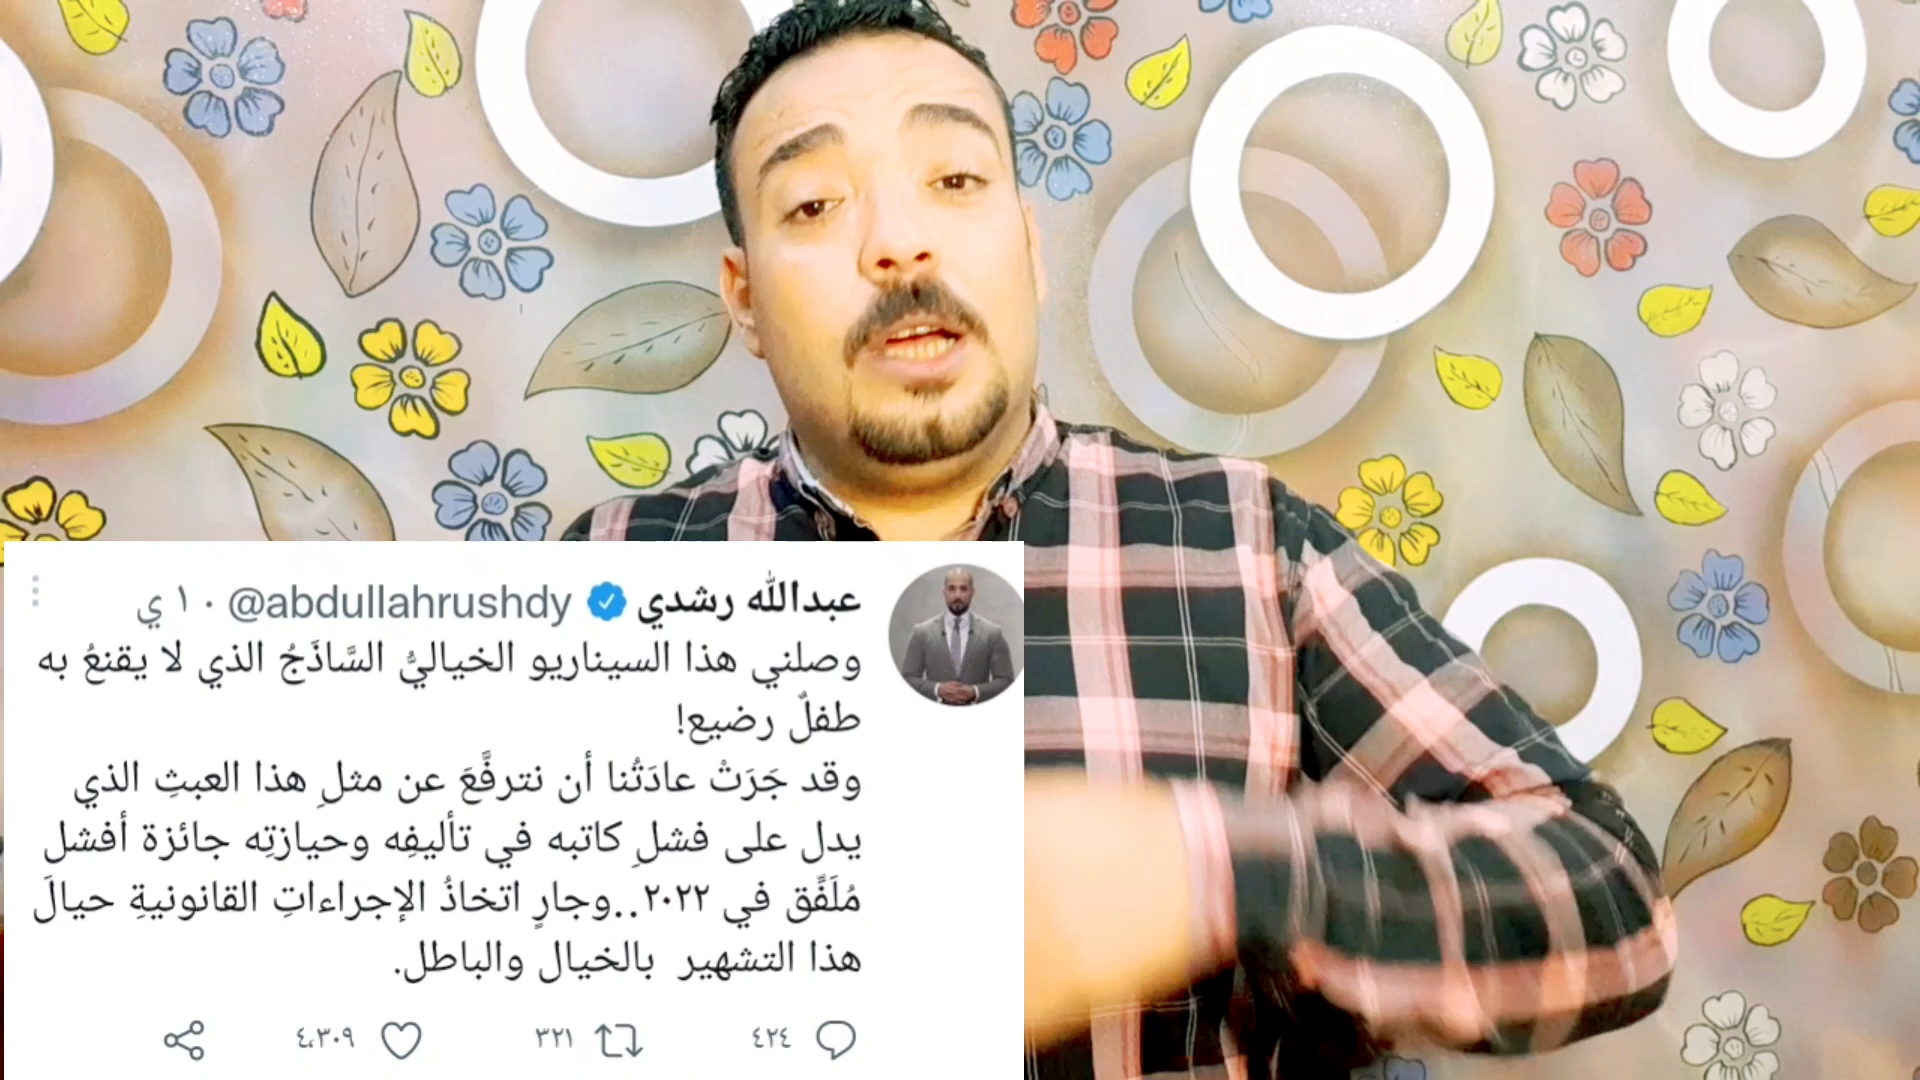 عبدالله رشدي @abdullahrushdy · ١ ي
وصلني هذا السيناريو الخياليُّ السَّاذَجُ الذي لا يقنعُ به
طفلٌ رضيع!
وقد جَرَتْ عادَتُنا أن نترفَّعَ عن مثلِ هذا العبثِ الذي
يدل على فشلِ كاتبه في تأليفِه وحيازتِه جائزة أفشل
مُلَفِّق في ٢٠٢٢..وجارٍ اتخاذُ الإجراءاتِ القانونيةِ حيالَ
هذا التشهير بالخيال والباطل.
٤٢٤ ٣٢١ ٤،٣٠٩